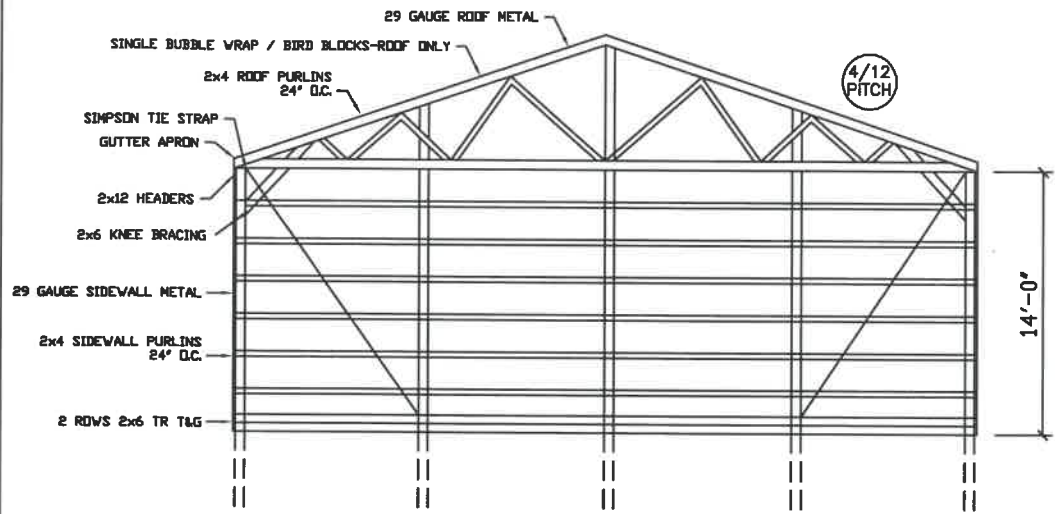 29 GAUGE ROOF METAL
SINGLE BUBBLE WRAP / BIRD BLOCKS-ROOF ONLY
2x4 ROOF PURLINS
24" O.C.
4/12
PITCH
SIMPSON TIE STRAP
GUTTER APRON
2x12 HEADERS
2x6 KNEE BRACING
29 GAUGE SIDEWALL METAL
14'-0"
2x4 SIDEWALL PURLINS
24" O.C.
2 ROWS 2x6 TR T&G